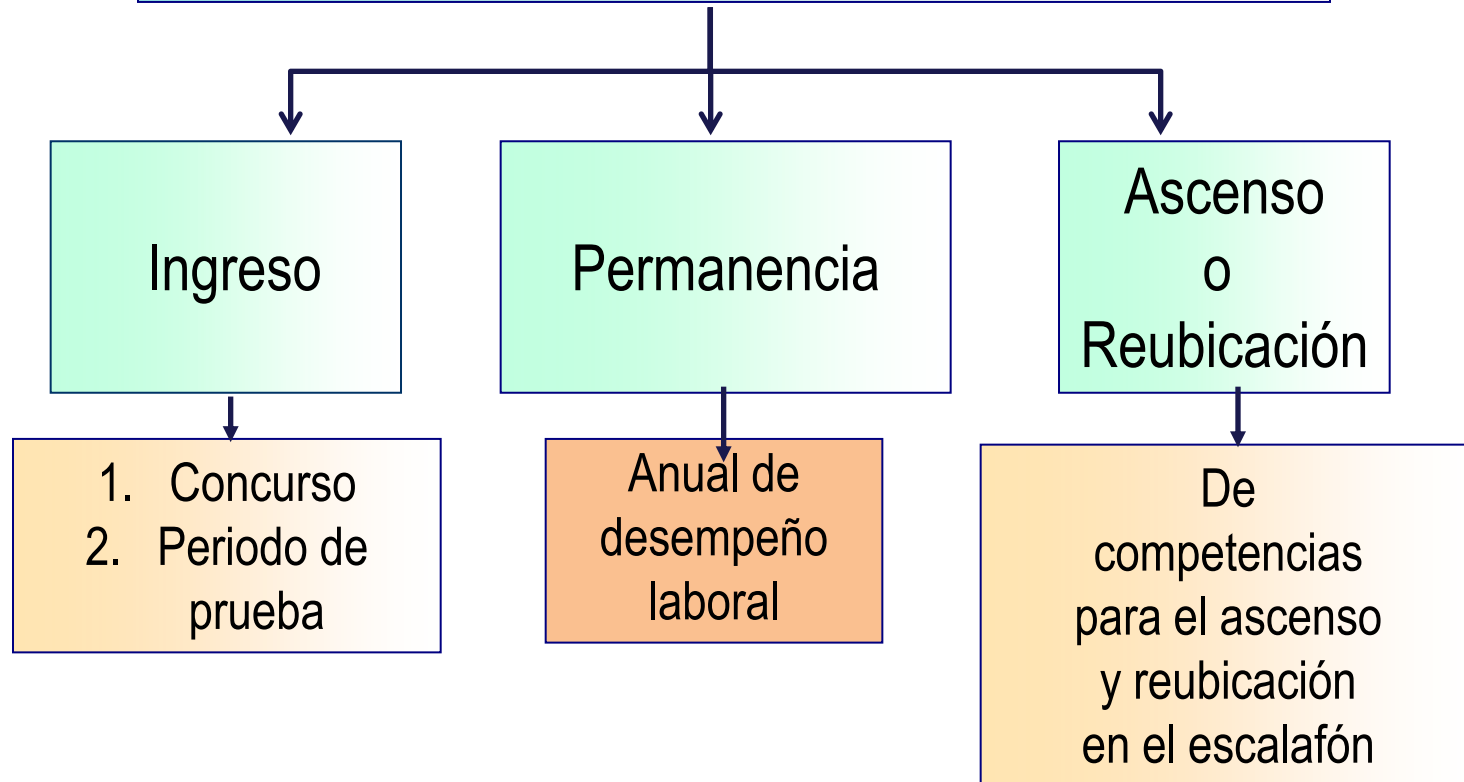 Ingreso
Permanencia
Ascenso
o
Reubicación
1. Concurso
2. Periodo de
prueba
Anual de
desempeño
laboral
De
competencias
para el ascenso
y reubicación
en el escalafón